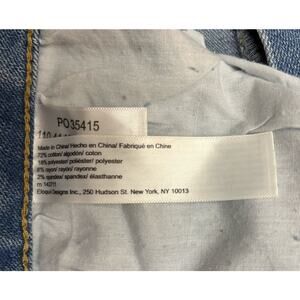 PO35415
Made in China/ Hecho en China/ Fabriqué en Chine
72% cotton/ algodón/ coton
18% polyester/ poliéster/ polyester
8% rayon/ rayón/ rayonne
2% spandex/ spandex/ élasthanne
Eloquii Designs Inc., 250 Hudson St. New York, NY 10013